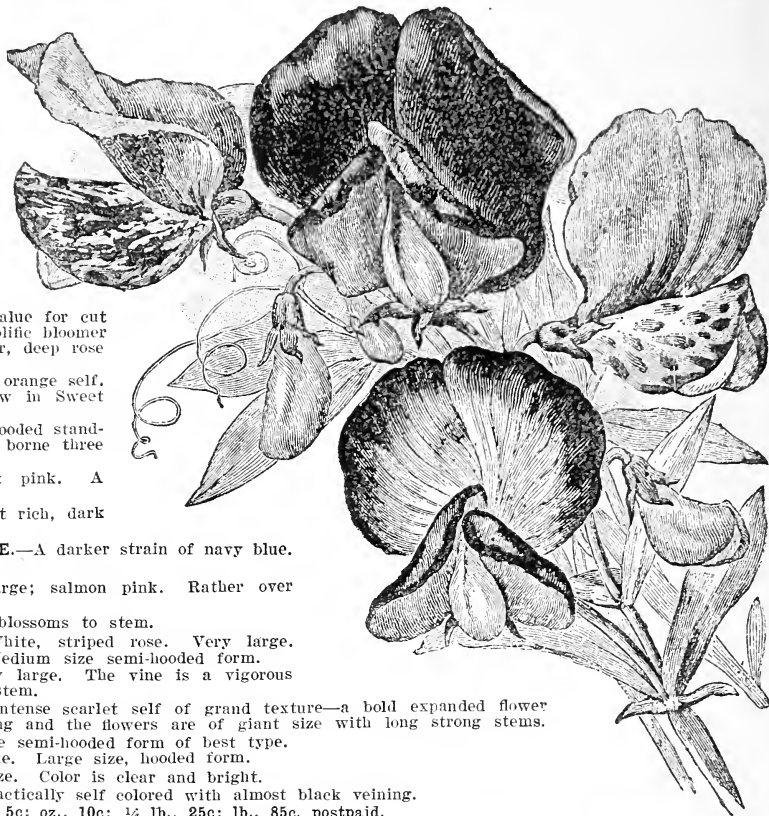 alue for cut
olific bloomer
r, deep rose
orange self.
w in Sweet
ooded stand-
borne three
pink. A
t rich, dark
E.—A darker strain of navy blue.
arge; salmon pink. Rather over
blossoms to stem.
hite, striped rose. Very large.
edium size semi-hooded form.
large. The vine is a vigorous
stem.
ntense scarlet self of grand texture—a bold expanded flower
ng and the flowers are of giant size with long strong stems.
e semi-hooded form of best type.
e. Large size, hooded form.
ze. Color is clear and bright.
actically self colored with almost black veining.
5c; oz., 10c; ¼ lb., 25c; lb., 85c, postpaid.